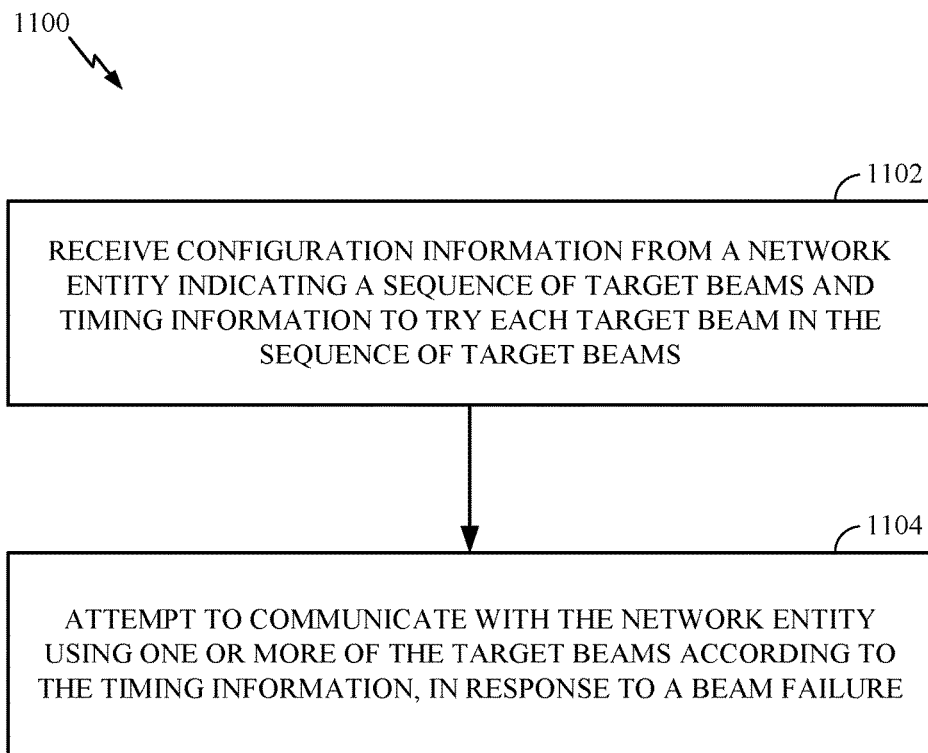 1100
1102
RECEIVE CONFIGURATION INFORMATION FROM A NETWORK
ENTITY INDICATING A SEQUENCE OF TARGET BEAMS AND
TIMING INFORMATION TO TRY EACH TARGET BEAM IN THE
SEQUENCE OF TARGET BEAMS
1104
ATTEMPT TO COMMUNICATE WITH THE NETWORK ENTITY
USING ONE OR MORE OF THE TARGET BEAMS ACCORDING TO
THE TIMING INFORMATION, IN RESPONSE TO A BEAM FAILURE